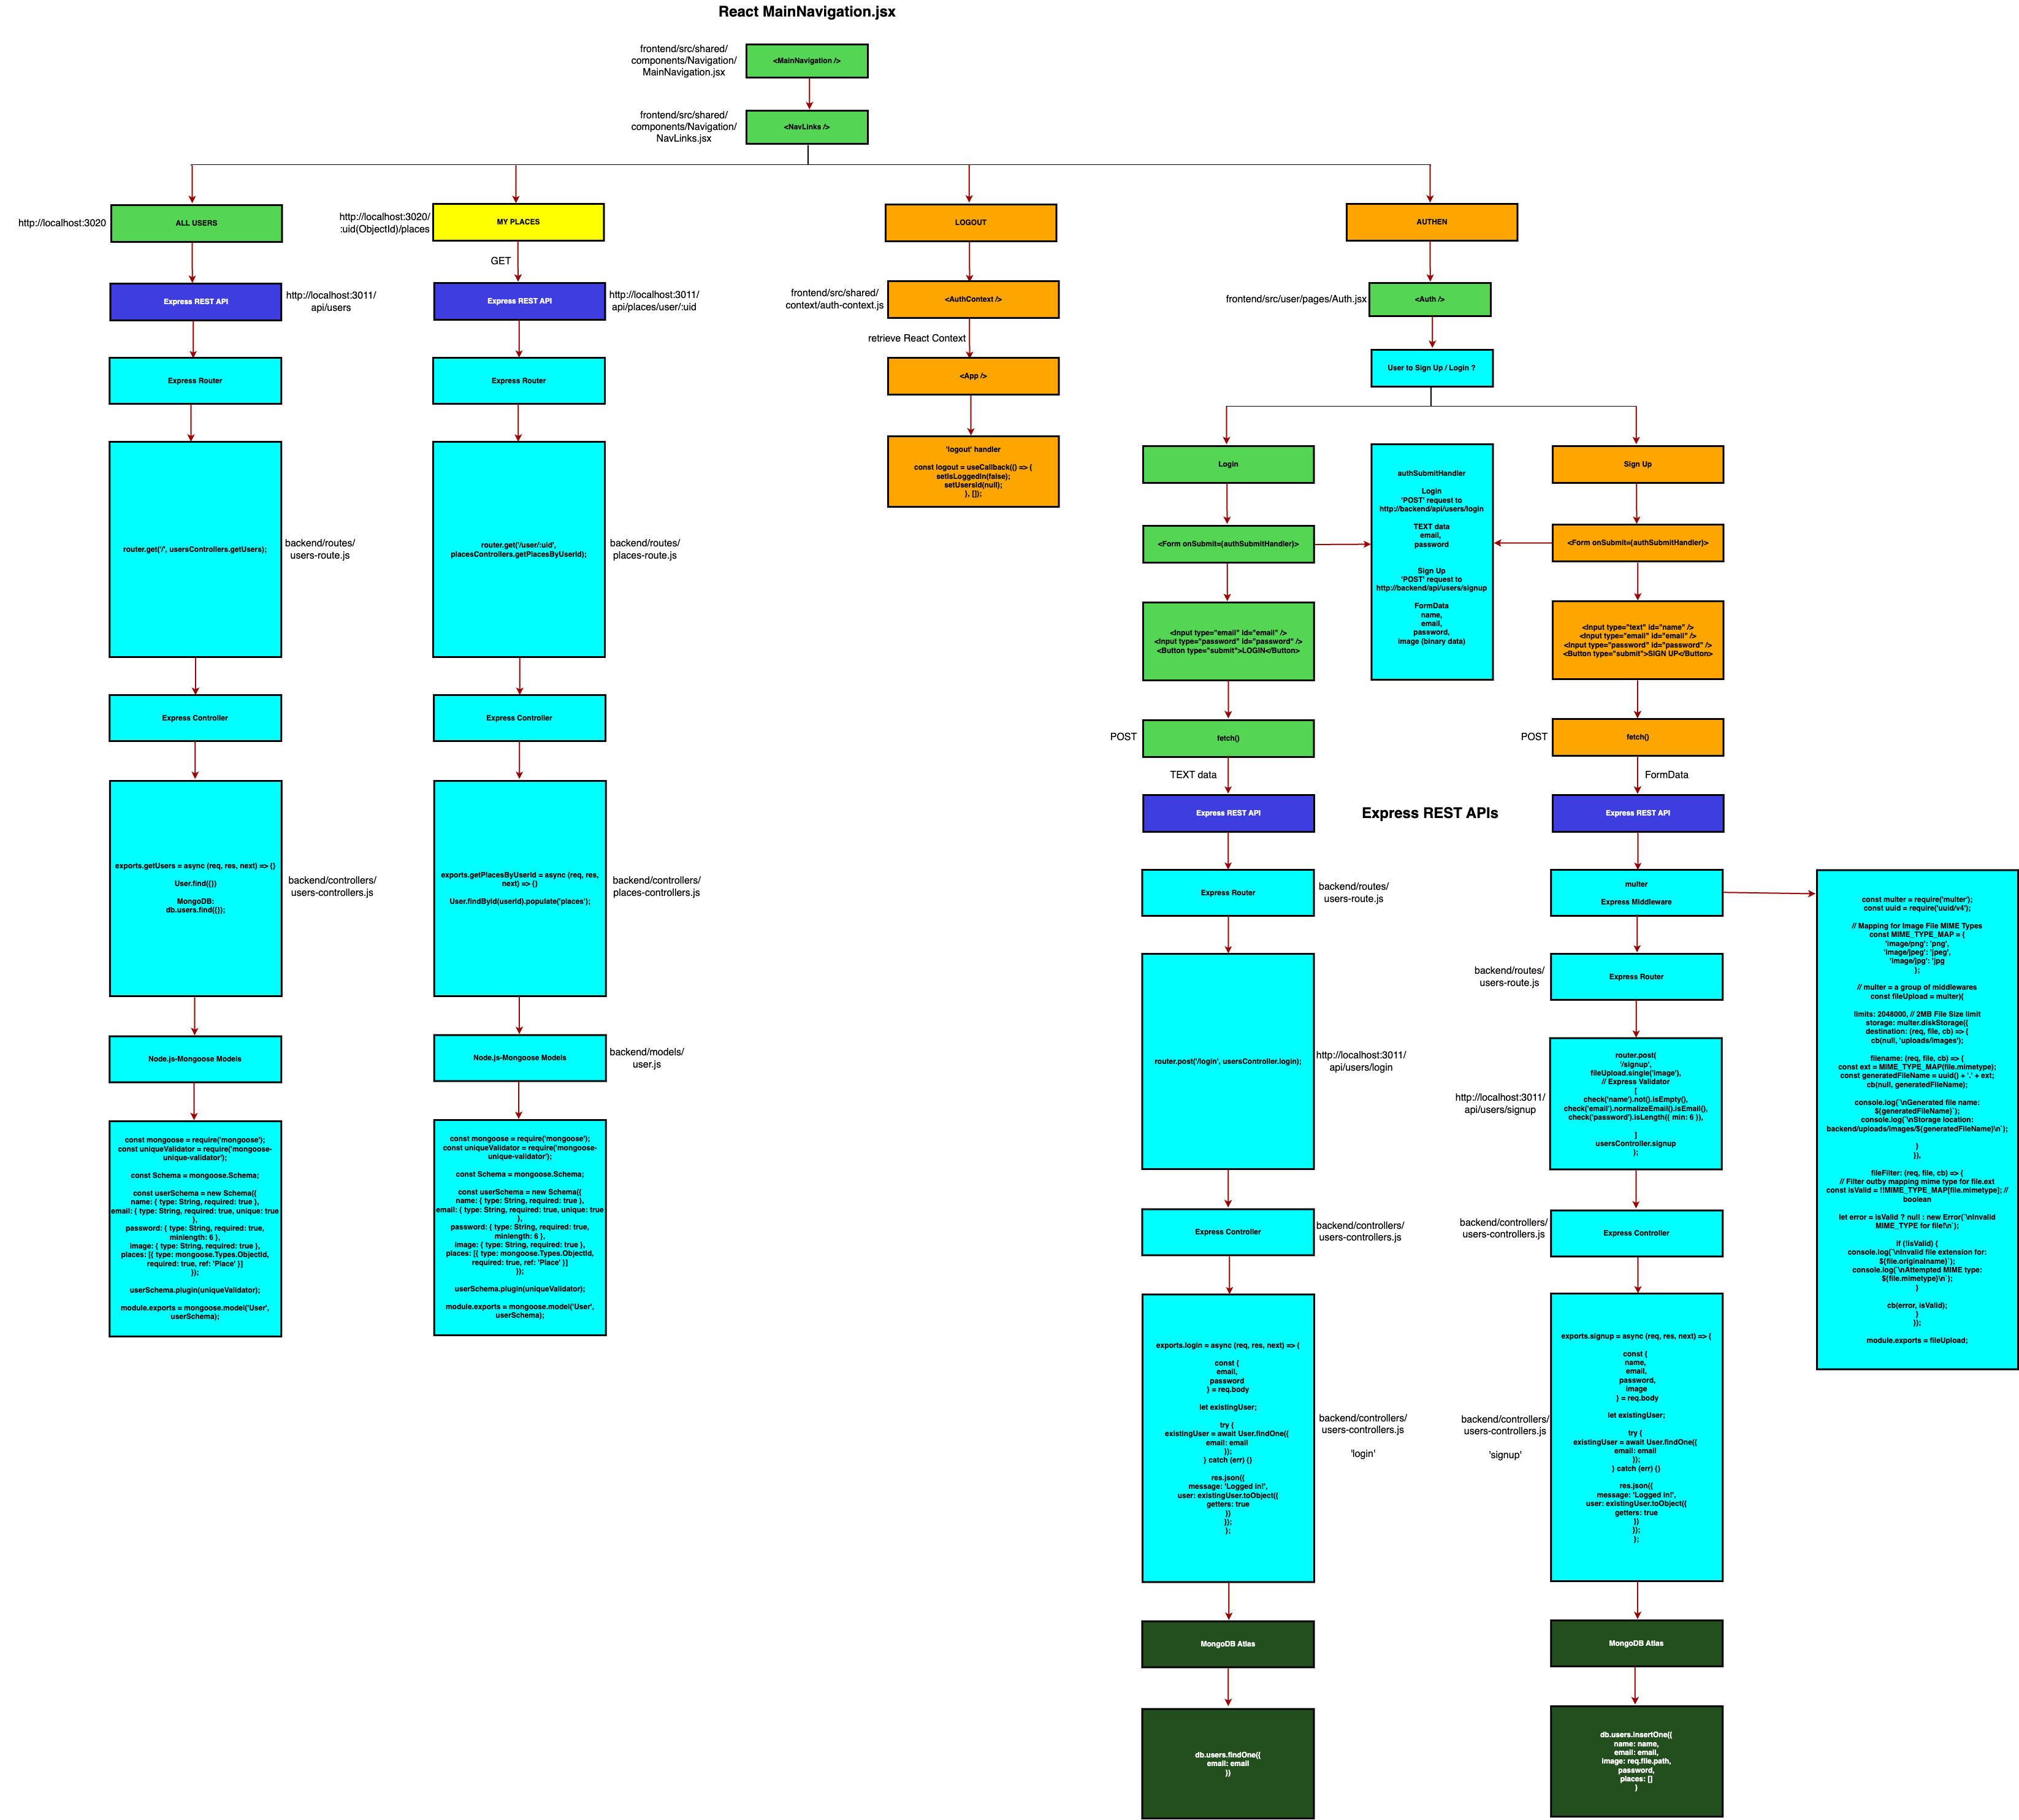 React MainNavigation.jsx
frontend/src/shared/
components/Navigation/
MainNavigation.jsx
<MainNavigation />
frontend/src/shared/
components/Navigation/
NavLinks.jsx
<NavLinks />
http://localhost:3020
ALL USERS
Express REST API
http://localhost:3011/
api/users
Express Router
router.get('/', usersControllers.getUsers);
backend/routes/
users-route.js
Express Controller
exports.getUsers = async (req, res, next) => {}
User.find({})
MongoDB:
db.users.find({});
backend/controllers/
users-controllers.js
Node.js-Mongoose Models
const mongoose = require('mongoose');
const uniqueValidator = require('mongoose-
unique-validator');
const Schema = mongoose.Schema;
const userSchema = new Schema({
name: { type: String, required: true },
email: { type: String, required: true, unique: true
},
password: { type: String, required: true,
minlength: 6 },
image: { type: String, required: true },
places: [{ type: mongoose.Types.ObjectId,
required: true, ref: 'Place' }]
});
userSchema.plugin(uniqueValidator);
module.exports = mongoose.model('User',
userSchema);
http://localhost:3020/
:uid(ObjectId)/places
MY PLACES
GET
Express REST API
http://localhost:3011/
api/places/user/:uid
Express Router
router.get('/user/:uid',
placesControllers.getPlacesByUserId);
backend/routes/
places-route.js
Express Controller
exports.getPlacesByUserId = async (req, res,
next) => {}
User.findById(userId).populate('places');
backend/controllers/
places-controllers.js
Node.js-Mongoose Models
backend/models/
user.js
const mongoose = require('mongoose');
const uniqueValidator = require('mongoose-
unique-validator');
const Schema = mongoose.Schema;
const userSchema = new Schema({
name: { type: String, required: true },
email: { type: String, required: true, unique: true
},
password: { type: String, required: true,
minlength: 6 },
image: { type: String, required: true },
places: [{ type: mongoose.Types.ObjectId,
required: true, ref: 'Place' }]
});
userSchema.plugin(uniqueValidator);
module.exports = mongoose.model('User',
userSchema);
LOGOUT
frontend/src/shared/
context/auth-context.js
<AuthContext />
retrieve React Context
<App />
'logout' handler
const logout = useCallback(() => {
setIsLoggedIn(false);
setUsersId(null);
}, []);
AUTHEN
frontend/src/user/pages/Auth.jsx
<Auth />
User to Sign Up / Login ?
Login
<Form onSubmit={authSubmitHandler}>
<Input type="email" id="email" />
<Input type="password" id="password" />
<Button type="submit">LOGIN</Button>
POST
fetch()
TEXT data
Express REST API
Express Router
backend/routes/
users-route.js
router.post('/login', usersController.login);
http://localhost:3011/
api/users/login
Express Controller
backend/controllers/
users-controllers.js
exports.login = async (req, res, next) => {
const {
email,
password
} = req.body
let existingUser;
try {
existingUser = await User.findOne({
email: email
});
} catch (err) {}
res.json({
message: 'Logged in!',
user: existingUser.toObject({
getters: true
})
});
};
backend/controllers/
users-controllers.js
'login'
MongoDB Atlas
db.users.findOne({
email: email
})
authSubmitHandler
Login
'POST' request to
http://backend/api/users/login
TEXT data
email,
password
Sign Up
'POST' request to
http://backend/api/users/signup
FormData
name,
email,
password,
image (binary data)
Express REST APIs
Sign Up
<Form onSubmit={authSubmitHandler}>
<Input type="text" id="name" />
<Input type="email" id="email" />
<Input type="password" id="password" />
<Button type="submit">SIGN UP</Button>
POST
fetch()
FormData
Express REST API
multer
Express Middleware
backend/routes/
users-route.js
Express Router
http://localhost:3011/
api/users/signup
router.post(
'/signup',
fileUpload.single('image'),
// Express Validator
[
check('name').not().isEmpty(),
check('email').normalizeEmail().isEmail(),
check('password').isLength({ min: 6 }),
]
usersController.signup
);
backend/controllers/
users-controllers.js
Express Controller
exports.signup = async (req, res, next) => {
const {
name,
email,
password,
image
} = req.body
let existingUser;
try {
existingUser = await User.findOne({
email: email
});
} catch (err) {}
res.json({
message: 'Logged in!',
user: existingUser.toObject({
getters: true
})
});
};
backend/controllers/
users-controllers.js
'signup'
MongoDB Atlas
db.users.insertOne({
name: name,
email: email,
image: req.file.path,
password,
places: []
}
const multer = require('multer');
const uuid = require('uuid/v4');
// Mapping for Image File MIME Types
const MIME_TYPE_MAP = {
'image/png': 'png',
'image/jpeg': 'jpeg',
'image/jpg': 'jpg
};
// multer = a group of middlewares
const fileUpload = multer){
limits: 2048000, // 2MB File Size limit
storage: multer.diskStorage({
destination: (req, file, cb) => {
cb(null, 'uploads/images');
filename: (req, file, cb) => {
const ext = MIME_TYPE_MAP(file.mimetype);
const generatedFileName = uuid() + '.' + ext;
cb(null, generatedFileName);
console.log(`\nGenerated file name:
${generatedFileName}`);
console.log(`\nStorage location:
backend/uploads/images/${generatedFileName}\n`);
}
}),
fileFilter: (req, file, cb) => {
// Filter outby mapping mime type for file.ext
const isValid = !!MIME_TYPE_MAP[file.mimetype]; //
boolean
let error = isValid ? null : new Error(`\nInvalid
MIME_TYPE for file!\n`);
if (!isValid) {
console.log(`\nInvalid file extension for:
${file.originalname}`);
console.log(`\nAttempted MIME type:
${file.mimetype}\n`);
}
cb(error, isValid);
}
});
module.exports = fileUpload;